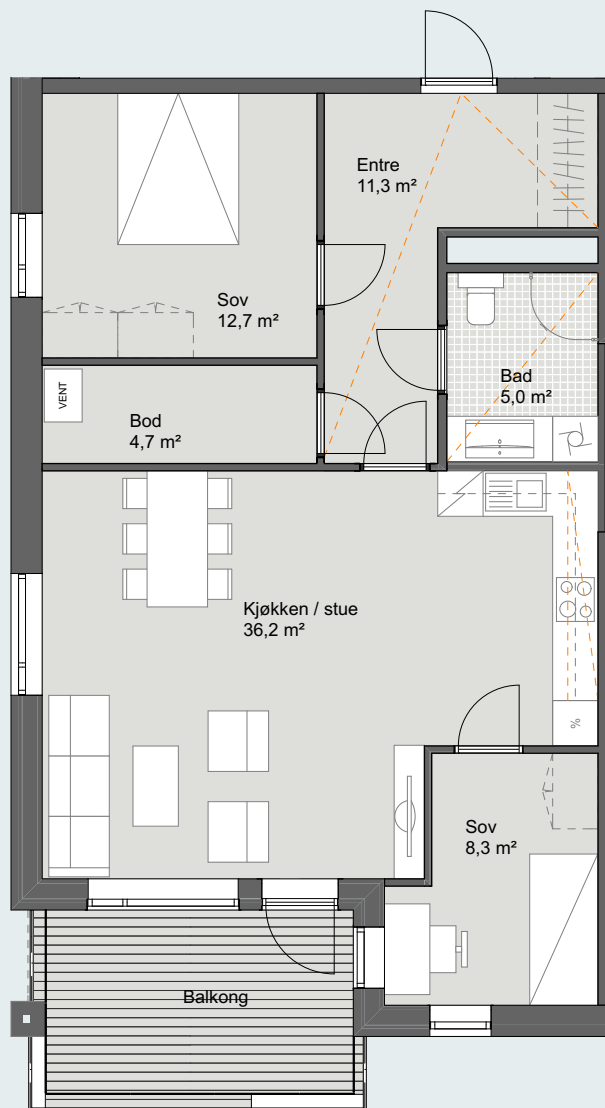 Entre
11,3 m²
Sov
12,7 m²
Bad
5,0 m²
VENT
Bod
4,7 m²
Kjøkken / stue
36,2 m²
%
Sov
8,3 m²
Balkong